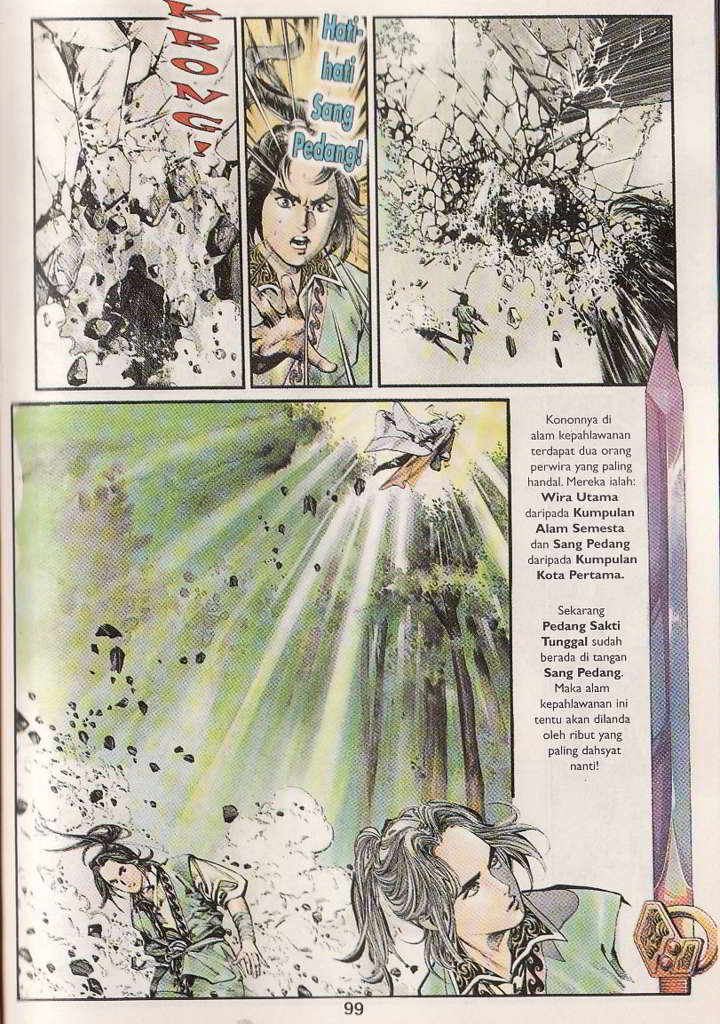 KRONG!
Hati-
hati
Sang
Pedang!
Kononnya di
alam kepahlawanan
terdapat dua orang
perwira yang paling
handal. Mereka ialah:
Wira Utama
daripada Kumpulan
Alam Semesta
dan Sang Pedang
daripada Kumpulan
Kota Pertama.
Sekarang
Pedang Sakti
Tunggal sudah
berada di tangan
Sang Pedang.
Maka alam
kepahlawanan ini
tentu akan dilanda
oleh ribut yang
paling dahsyat
nanti!
99